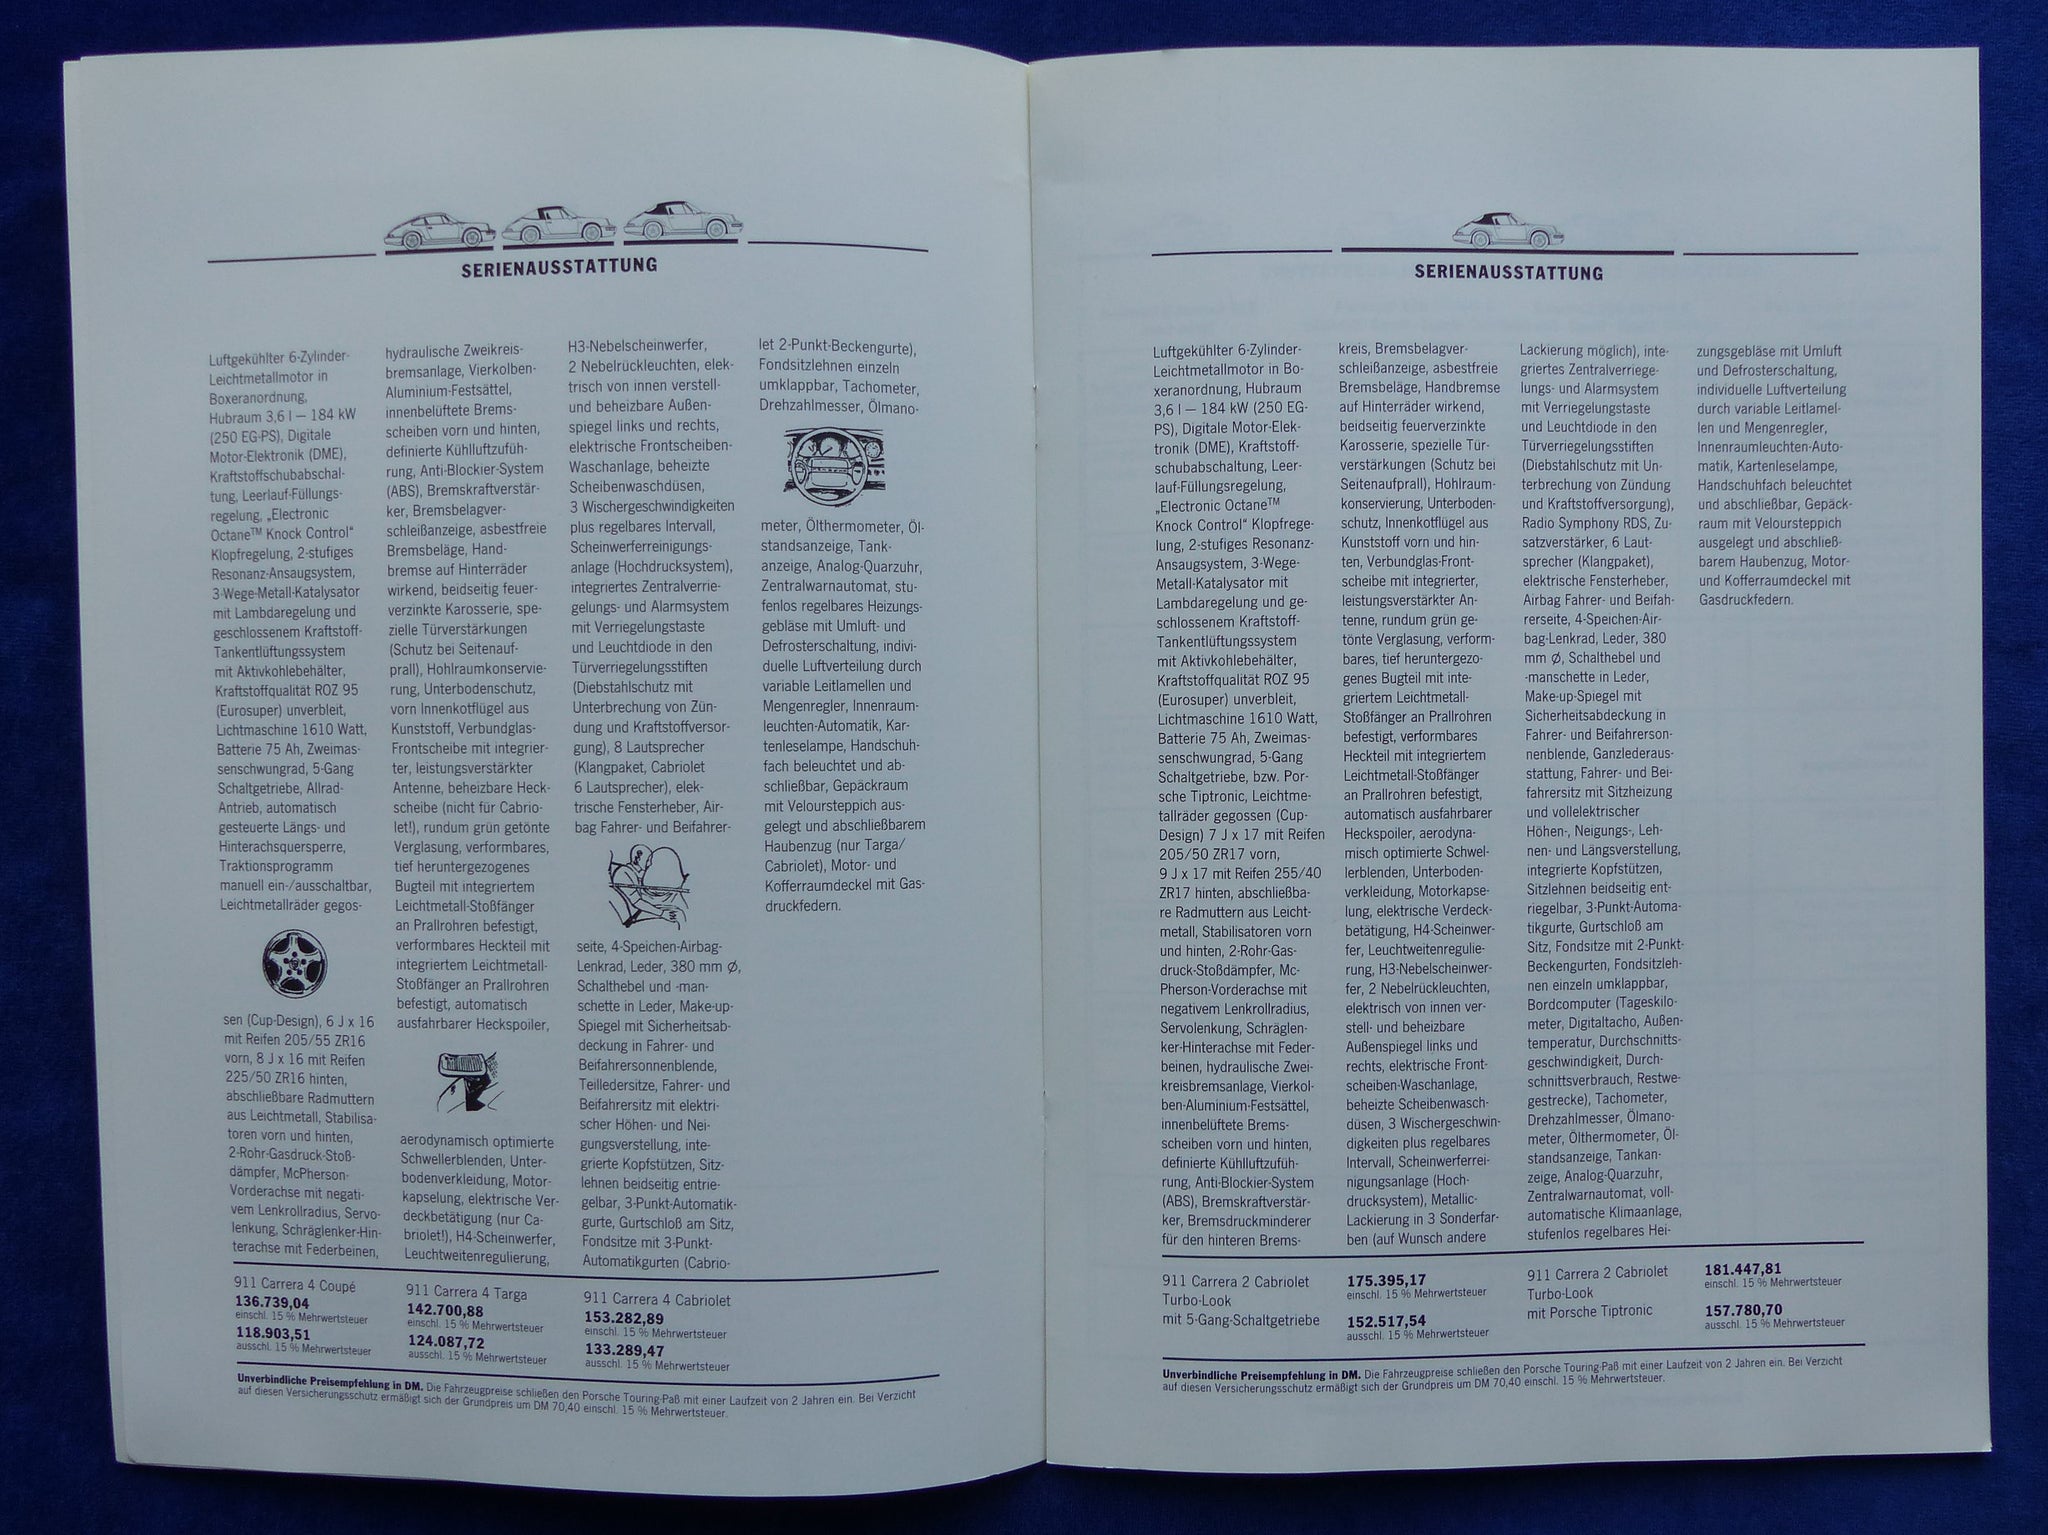 SERIENAUSSTATTUNG
Luftgekühlter 6-Zylinder-
Leichtmetallmotor in
Boxeranordnung,
Hubraum 3,6 l — 184 kW
(250 EG-PS), Digitale
Motor-Elektronik (DME),
Kraftstoffschubabschal-
tung, Leerlauf-Füllungs-
regelung, „Electronic
Octane™ Knock Control“
Klopfregelung, 2-stufiges
Resonanz-Ansaugsystem,
3-Wege-Metall-Katalysator
mit Lambdaregelung und
geschlossenem Kraftstoff-
Tankentlüftungssystem
mit Aktivkohlebehälter,
Kraftstoffqualität ROZ 95
(Eurosuper) unverbleit,
Lichtmaschine 1610 Watt,
Batterie 75 Ah, Zweimas-
senschwungrad, 5-Gang
Schaltgetriebe, Allrad-
Antrieb, automatisch
gesteuerte Längs- und
Hinterachsquersperre,
Traktionsprogramm
manuell ein-/ausschaltbar,
Leichtmetallräder gegos-
sen (Cup-Design), 6 J x 16
mit Reifen 205/55 ZR16
vorn, 8 J x 16 mit Reifen
225/50 ZR16 hinten,
abschließbare Radmuttern
aus Leichtmetall, Stabilisa-
toren vorn und hinten,
2-Rohr-Gasdruck-Stoß-
dämpfer, McPherson-
Vorderachse mit negati-
vem Lenkrollradius, Servo-
lenkung, Schräglenker-Hin-
terachse mit Federbeinen,
hydraulische Zweikreis-
bremsanlage, Vierkolben-
Aluminium-Festsättel,
innenbelüftete Brems-
scheiben vorn und hinten,
definierte Kühlluftzufüh-
rung, Anti-Blockier-System
(ABS), Bremskraftverstär-
ker, Bremsbelagver-
schleißanzeige, asbestfreie
Bremsbeläge, Hand-
bremse auf Hinterräder
wirkend, beidseitig feuer-
verzinkte Karosserie, spe-
zielle Türverstärkungen
(Schutz bei Seitenauf-
prall), Hohlraumkonservie-
rung, Unterbodenschutz,
vorn Innenkotflügel aus
Kunststoff, Verbundglas-
Frontscheibe mit integrier-
ter, leistungsverstärkter
Antenne, beheizbare Heck-
scheibe (nicht für Cabrio-
let!), rundum grün getönte
Verglasung, verformbares,
tief heruntergezogenes
Bugteil mit integriertem
Leichtmetall-Stoßfänger
an Prallrohren befestigt,
verformbares Heckteil mit
integriertem Leichtmetall-
Stoßfänger an Prallrohren
befestigt, automatisch
ausfahrbarer Heckspoiler,
aerodynamisch optimierte
Schwellerblenden, Unter-
bodenverkleidung, Motor-
kapselung, elektrische Ver-
deckbetätigung (nur Ca-
briolet!), H4-Scheinwerfer,
Leuchtweitenregulierung,
H3-Nebelscheinwerfer,
2 Nebelrückleuchten, elek-
trisch von innen verstell-
und beheizbare Außen-
spiegel links und rechts,
elektrische Frontscheiben-
Waschanlage, beheizte
Scheibenwaschdüsen,
3 Wischergeschwindigkeiten
plus regelbares Intervall,
Scheinwerferreinigungs-
anlage (Hochdrucksystem),
integriertes Zentralverrie-
gelungs- und Alarmsystem
mit Verriegelungstaste
und Leuchtdiode in den
Türverriegelungsstiften
(Diebstahlschutz mit
Unterbrechung von Zün-
dung und Kraftstoffversor-
gung), 8 Lautsprecher
(Klangpaket, Cabriolet
6 Lautsprecher), elek-
trische Fensterheber, Air-
bag Fahrer- und Beifahrer-
seite, 4-Speichen-Airbag-
Lenkrad, Leder, 380 mm Ø,
Schalthebel und -man-
schette in Leder, Make-up-
Spiegel mit Sicherheitsab-
deckung in Fahrer- und
Beifahrersonnenblende,
Teilledersitze, Fahrer- und
Beifahrersitz mit elektri-
scher Höhen- und Nei-
gungsverstellung, inte-
grierte Kopfstützen, Sitz-
lehnen beidseitig entrie-
gelbar, 3-Punkt-Automatik-
gurte, Gurtschloß am Sitz,
Fondsitze mit 3-Punkt-
Automatikgurten (Cabrio-
let 2-Punkt-Beckengurte),
Fondsitzlehnen einzeln
umklappbar, Tachometer,
Drehzahlmesser, Ölmano-
meter, Ölthermometer, Öl-
standsanzeige, Tank-
anzeige, Analog-Quarzuhr,
Zentralwarnautomat, stu-
fenlos regelbares Heizungs-
gebläse mit Umluft- und
Defrosterschaltung, indivi-
duelle Luftverteilung durch
variable Leitlamellen und
Mengenregler, Innenraum-
leuchten-Automatik, Kar-
tenleselampe, Handschuh-
fach beleuchtet und ab-
schließbar, Gepäckraum
mit Veloursteppich aus-
gelegt und abschließbarem
Haubenzug (nur Targa/
Cabriolet), Motor- und
Kofferraumdeckel mit Gas-
druckfedern.
911 Carrera 4 Coupé
136.739,04
einschl. 15 % Mehrwertsteuer
118.903,51
ausschl. 15 % Mehrwertsteuer
911 Carrera 4 Targa
142.700,88
einschl. 15 % Mehrwertsteuer
124.087,72
ausschl. 15 % Mehrwertsteuer
911 Carrera 4 Cabriolet
153.282,89
einschl. 15 % Mehrwertsteuer
133.289,47
ausschl. 15 % Mehrwertsteuer
Unverbindliche Preisempfehlung in DM. Die Fahrzeugpreise schließen den Porsche Touring-Paß mit einer Laufzeit von 2 Jahren ein. Bei Verzicht
auf diesen Versicherungsschutz ermäßigt sich der Grundpreis um DM 70,40 einschl. 15 % Mehrwertsteuer.
SERIENAUSSTATTUNG
Luftgekühlter 6-Zylinder-
Leichtmetallmotor in Bo-
xeranordnung, Hubraum
3,6 l — 184 kW (250 EG-
PS), Digitale Motor-Elek-
tronik (DME), Kraftstoff-
schubabschaltung, Leer-
lauf-Füllungsregelung,
„Electronic Octane™
Knock Control“ Klopfrege-
lung, 2-stufiges Resonanz-
Ansaugsystem, 3-Wege-
Metall-Katalysator mit
Lambdaregelung und ge-
schlossenem Kraftstoff-
Tankentlüftungssystem
mit Aktivkohlebehälter,
Kraftstoffqualität ROZ 95
(Eurosuper) unverbleit,
Lichtmaschine 1610 Watt,
Batterie 75 Ah, Zweimas-
senschwungrad, 5-Gang
Schaltgetriebe, bzw. Por-
sche Tiptronic, Leichtme-
tallräder gegossen (Cup-
Design) 7 J x 17 mit Reifen
205/50 ZR17 vorn,
9 J x 17 mit Reifen 255/40
ZR17 hinten, abschließba-
re Radmuttern aus Leicht-
metall, Stabilisatoren vorn
und hinten, 2-Rohr-Gas-
druck-Stoßdämpfer, Mc-
Pherson-Vorderachse mit
negativem Lenkrollradius,
Servolenkung, Schräglen-
ker-Hinterachse mit Feder-
beinen, hydraulische Zwei-
kreisbremsanlage, Vierkol-
ben-Aluminium-Festsättel,
innenbelüftete Brems-
scheiben vorn und hinten,
definierte Kühlluftzufüh-
rung, Anti-Blockier-System
(ABS), Bremskraftverstär-
ker, Bremsdruckminderer
für den hinteren Brems-
kreis, Bremsbelagver-
schleißanzeige, asbestfreie
Bremsbeläge, Handbremse
auf Hinterräder wirkend,
beidseitig feuerverzinkte
Karosserie, spezielle Tür-
verstärkungen (Schutz bei
Seitenaufprall), Hohlraum-
konservierung, Unterboden-
schutz, Innenkotflügel aus
Kunststoff vorn und hin-
ten, Verbundglas-Front-
scheibe mit integrierter,
leistungsverstärkter An-
tenne, rundum grün ge-
tönte Verglasung, verform-
bares, tief heruntergezo-
genes Bugteil mit inte-
griertem Leichtmetall-
Stoßfänger an Prallrohren
befestigt, verformbares
Heckteil mit integriertem
Leichtmetall-Stoßfänger
an Prallrohren befestigt,
automatisch ausfahrbarer
Heckspoiler, aerodyna-
misch optimierte Schwel-
lerblenden, Unterboden-
verkleidung, Motorkapse-
lung, elektrische Verdeck-
betätigung, H4-Scheinwer-
fer, Leuchtweitenregulie-
rung, H3-Nebelscheinwer-
fer, 2 Nebelrückleuchten,
elektrisch von innen ver-
stell- und beheizbare
Außenspiegel links und
rechts, elektrische Front-
scheiben-Waschanlage,
beheizte Scheibenwasch-
düsen, 3 Wischergeschwin-
digkeiten plus regelbares
Intervall, Scheinwerferrei-
nigungsanlage (Hoch-
drucksystem), Metallic-
Lackierung in 3 Sonderfar-
ben (auf Wunsch andere
Lackierung möglich), inte-
griertes Zentralverriege-
lungs- und Alarmsystem
mit Verriegelungstaste
und Leuchtdiode in den
Türverriegelungsstiften
(Diebstahlschutz mit Un-
terbrechung von Zündung
und Kraftstoffversorgung),
Radio Symphony RDS, Zu-
satzverstärker, 6 Laut-
sprecher (Klangpaket),
elektrische Fensterheber,
Airbag Fahrer- und Beifah-
rerseite, 4-Speichen-Air-
bag-Lenkrad, Leder, 380
mm Ø, Schalthebel und
-manschette in Leder,
Make-up-Spiegel mit
Sicherheitsabdeckung in
Fahrer- und Beifahrerson-
nenblende, Ganzlederaus-
stattung, Fahrer- und Bei-
fahrersitz mit Sitzheizung
und vollelektrischer
Höhen-, Neigungs-, Leh-
nen- und Längsverstellung,
integrierte Kopfstützen,
Sitzlehnen beidseitig ent-
riegelbar, 3-Punkt-Automa-
tikgurte, Gurtschloß am
Sitz, Fondsitze mit 2-Punkt-
Beckengurten, Fondsitzleh-
nen einzeln umklappbar,
Bordcomputer (Tageskilo-
meter, Digitaltacho, Außen-
temperatur, Durchschnitts-
geschwindigkeit, Durch-
schnittsverbrauch, Restwe-
gestrecke), Tachometer,
Drehzahlmesser, Ölmano-
meter, Ölthermometer, Öl-
standsanzeige, Tankan-
zeige, Analog-Quarzuhr,
Zentralwarnautomat, voll-
automatische Klimaanlage,
stufenlos regelbares Hei-
zungsgebläse mit Umluft
und Defrosterschaltung,
individuelle Luftverteilung
durch variable Leitlamel-
len und Mengenregler,
Innenraumleuchten-Auto-
matik, Kartenleselampe,
Handschuhfach beleuchtet
und abschließbar, Gepäck-
raum mit Veloursteppich
ausgelegt und abschließ-
barem Haubenzug, Motor-
und Kofferraumdeckel mit
Gasdruckfedern.
911 Carrera 2 Cabriolet
Turbo-Look
mit 5-Gang-Schaltgetriebe
175.395,17
einschl. 15 % Mehrwertsteuer
152.517,54
ausschl. 15 % Mehrwertsteuer
911 Carrera 2 Cabriolet
Turbo-Look
mit Porsche Tiptronic
181.447,81
einschl. 15 % Mehrwertsteuer
157.780,70
ausschl. 15 % Mehrwertsteuer
Unverbindliche Preisempfehlung in DM. Die Fahrzeugpreise schließen den Porsche Touring-Paß mit einer Laufzeit von 2 Jahren ein. Bei Verzicht
auf diesen Versicherungsschutz ermäßigt sich der Grundpreis um DM 70,40 einschl. 15 % Mehrwertsteuer.